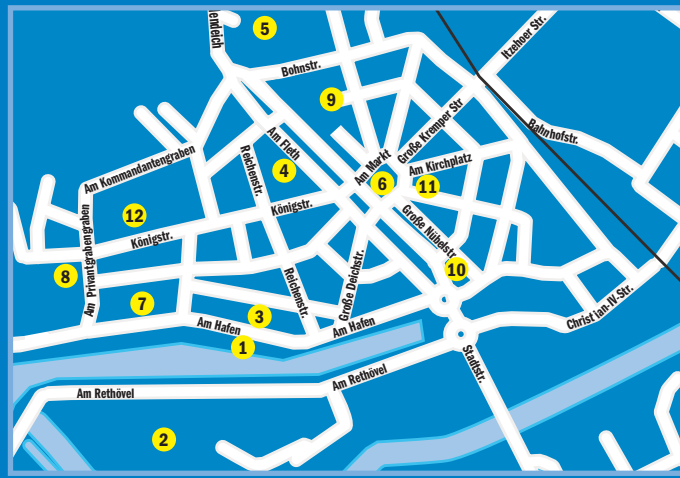 endeich
5
Itzehoer Str.
Bohnstr.
9
Große Kremper Str
Bahnhofstr.
Am Fleth
Am Markt
Am Kirchplatz
Reichenstr.
4
6
11
Am Kommandantengraben
12
Königstr.
Königstr.
Große Nübelstr.
Am Privantgrabengraben
8
10
Reichenstr.
Große Deichstr.
7
3
Am Hafen
Am Hafen
Christian-IV-Str.
1
Stadtstr.
Am Rethövel
Am Rethövel
2